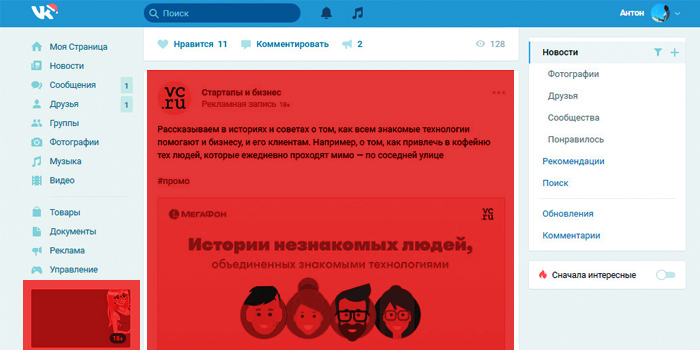 Поиск
Антон
Моя Страница
Новости
Сообщения 1
Друзья 1
Группы
Фотографии
Музыка
Видео
Товары
Документы
Реклама
Управление
18+
Нравится 11 Комментировать 2 128
vc
.ru
Стартапы и бизнес
Рекламная запись 18+
Рассказываем в историях и советах о том, как всем знакомые технологии
помогают и бизнесу, и его клиентам. Например, о том, как привлечь в кофейню
тех людей, которые ежедневно проходят мимо — по соседней улице
#промо
МЕГАФОН
vc
.ru
Истории незнакомых людей,
объединенных знакомыми технологиями
Новости
Фотографии
Друзья
Сообщества
Понравилось
Рекомендации
Поиск
Обновления
Комментарии
Сначала интересные